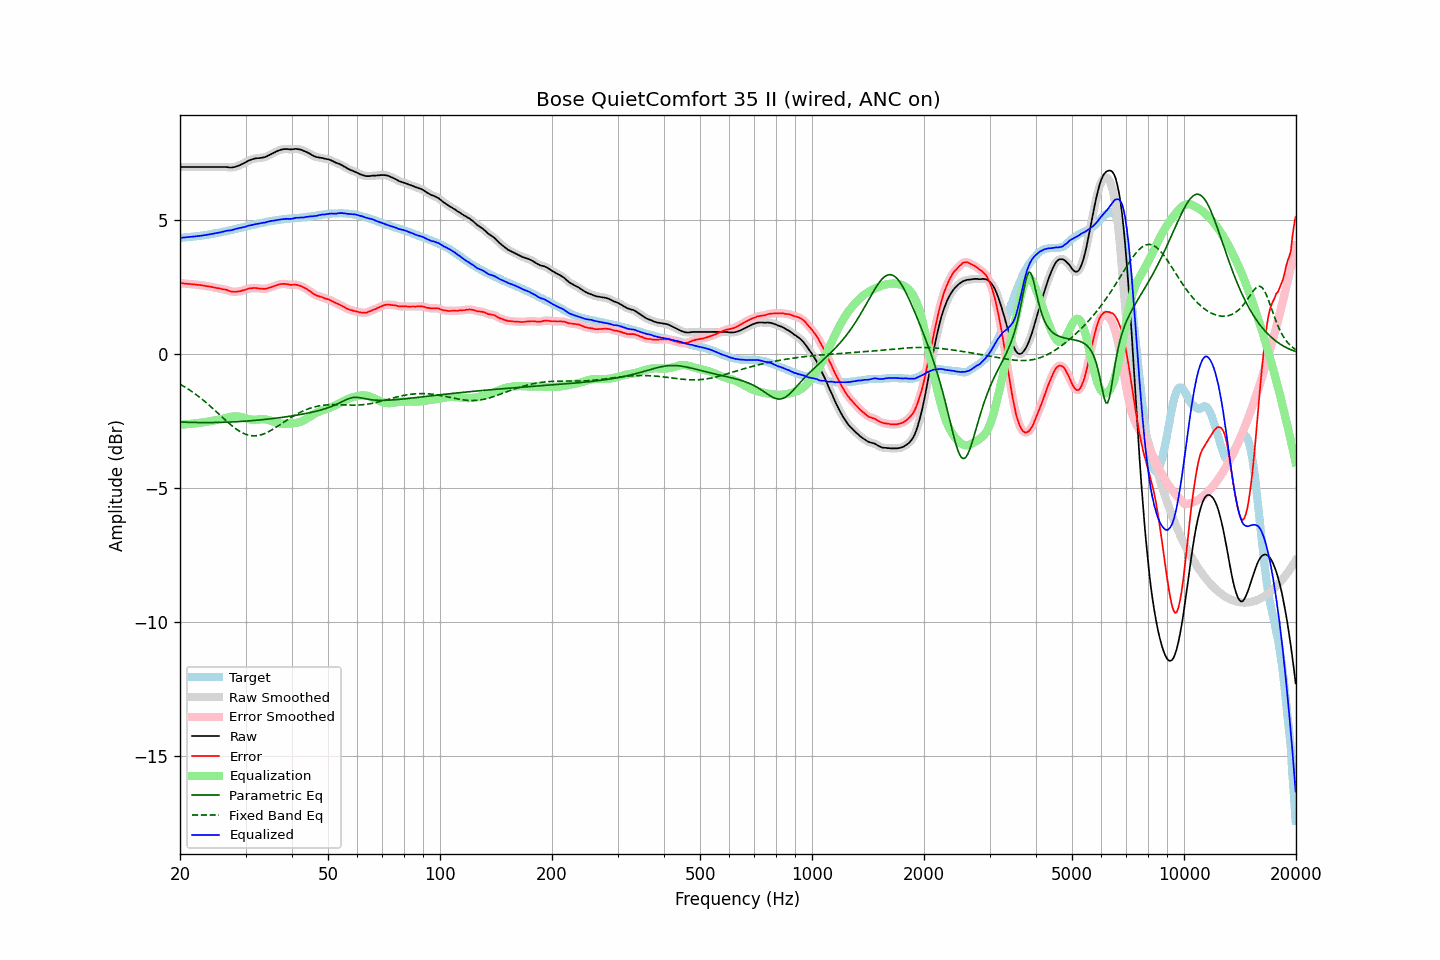 Bose QuietComfort 35 II (wired, ANC on)
Amplitude (dBr)
5
0
−5
−10
−15
Target
Raw Smoothed
Error Smoothed
Raw
Error
Equalization
Parametric Eq
Fixed Band Eq
Equalized
20 50 100 200 500 1000 2000 5000 10000 20000
Frequency (Hz)